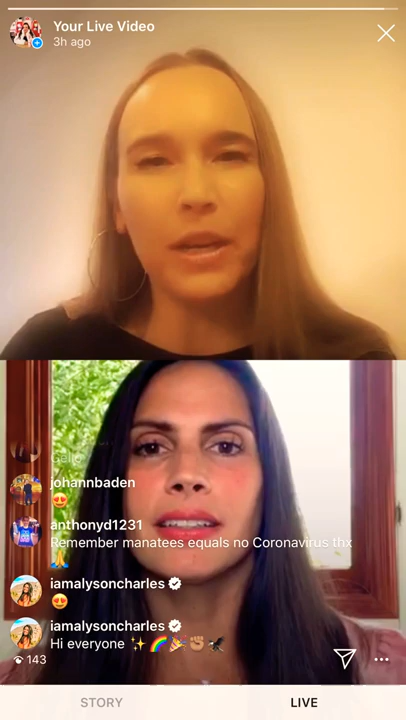 Your Live Video
3h ago
johannbaden
😍
anthonyd1231
Remember manatees equals no Coronavirus thx
🙏
iamalysoncharles
😍
iamalysoncharles
Hi everyone ✨🌈🎉✊🏽🦅
143
STORY
LIVE